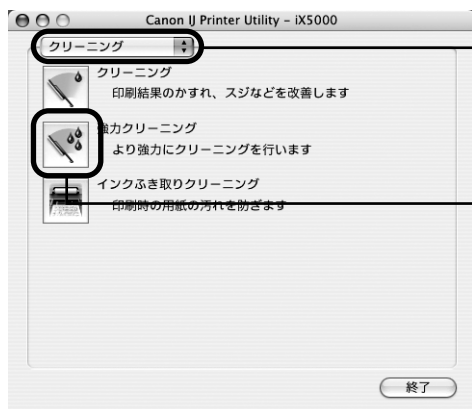 Canon IJ Printer Utility – iX5000
クリーニング
クリーニング
印刷結果のかすれ、スジなどを改善します
強力クリーニング
より強力にクリーニングを行います
インクふき取りクリーニング
印刷時の用紙の汚れを防ぎます
終了